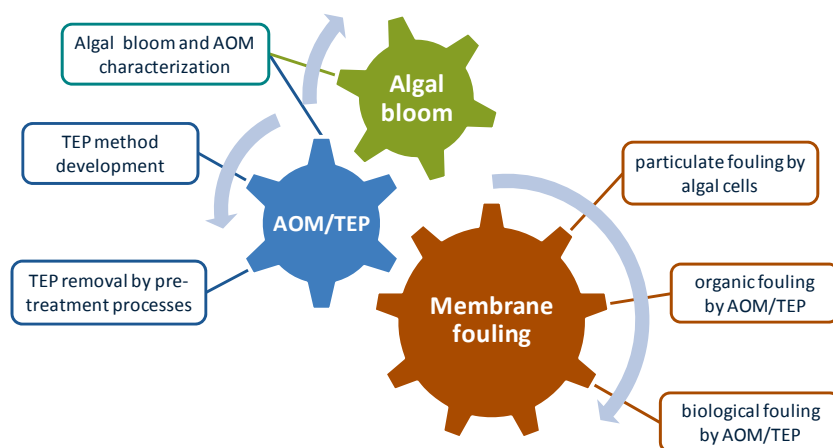 Algal bloom and AOM
characterization
Algal
bloom
TEP method
development
AOM/TEP
TEP removal by pre-
treatment processes
Membrane
fouling
particulate fouling by
algal cells
organic fouling
by AOM/TEP
biological fouling
by AOM/TEP